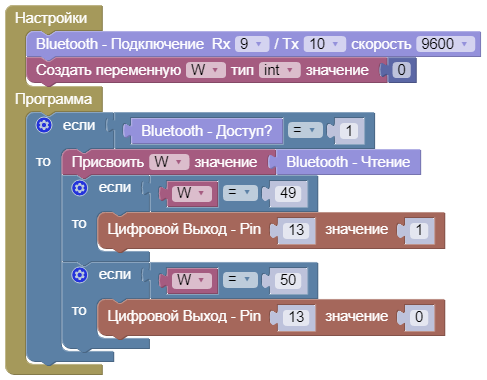 Настройки
Bluetooth - Подключение Rx 9 / Tx 10 скорость 9600
Создать переменную W тип int значение 0
Программа
если Bluetooth - Доступ? = 1
то Присвоить W значение Bluetooth - Чтение
если W = 49
то Цифровой Выход - Pin 13 значение 1
если W = 50
то Цифровой Выход - Pin 13 значение 0